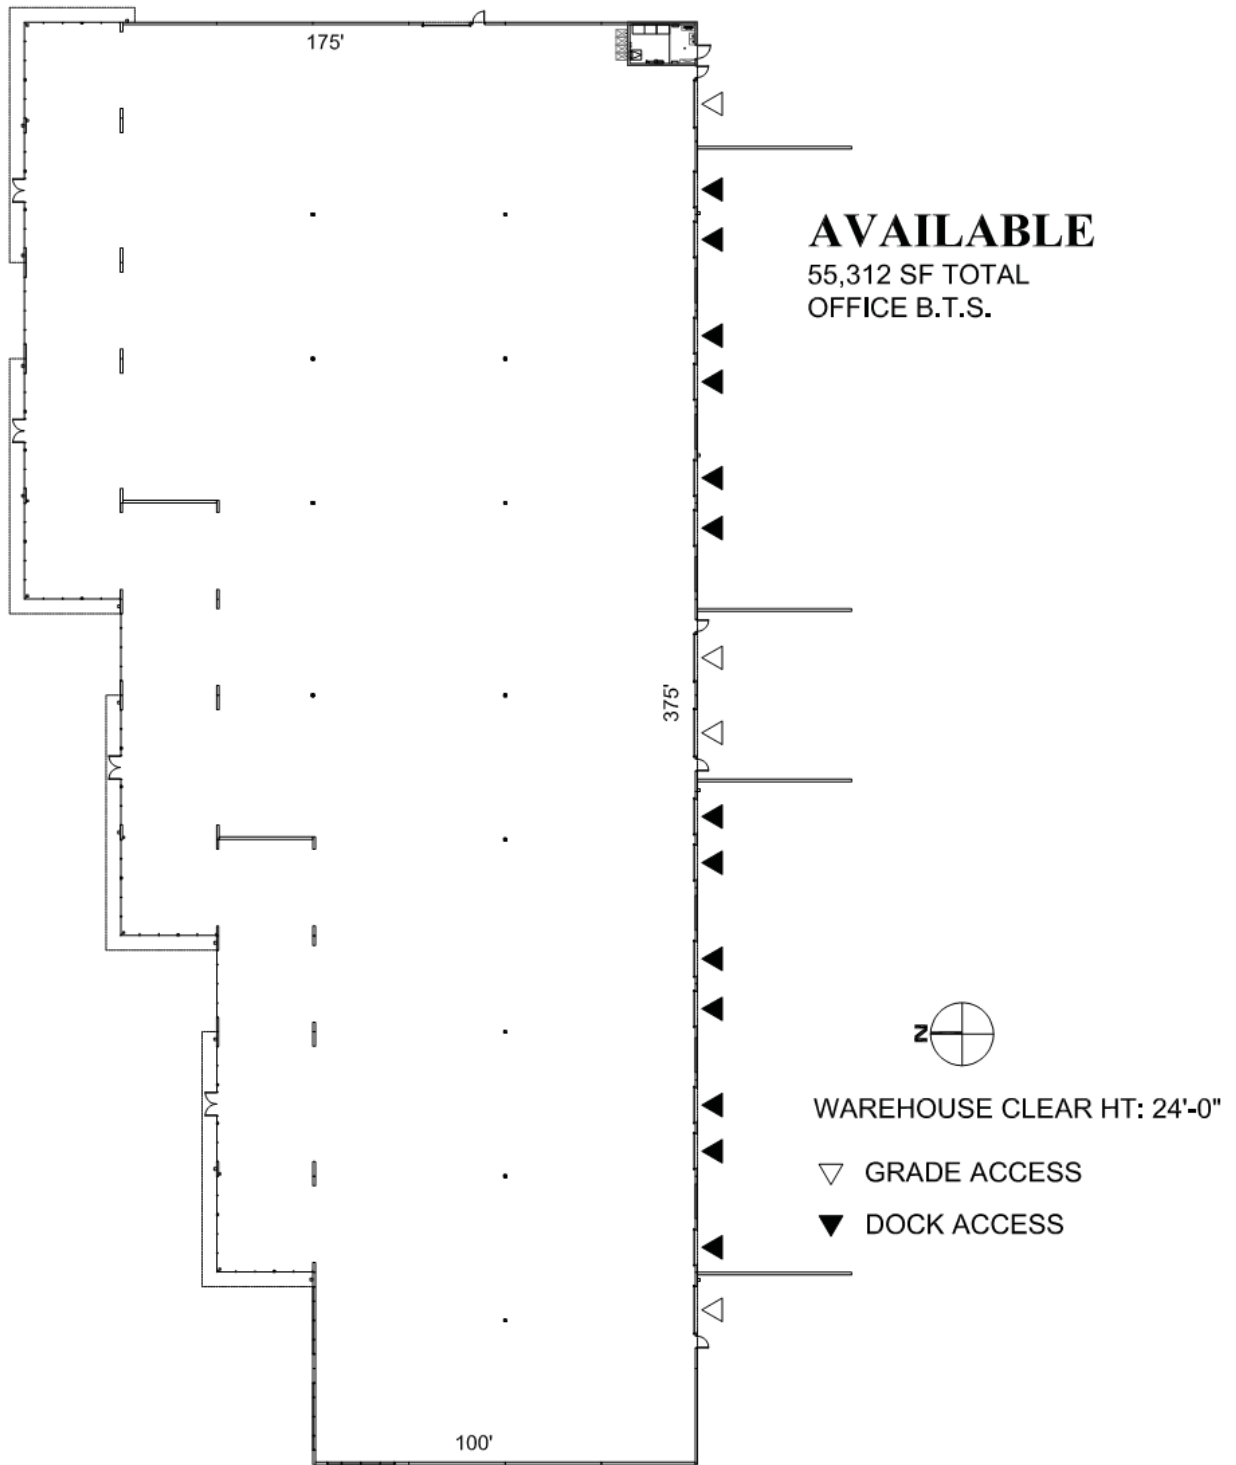 175'
AVAILABLE
55,312 SF TOTAL
OFFICE B.T.S.
375'
N
WAREHOUSE CLEAR HT: 24'-0"
GRADE ACCESS
DOCK ACCESS
100'